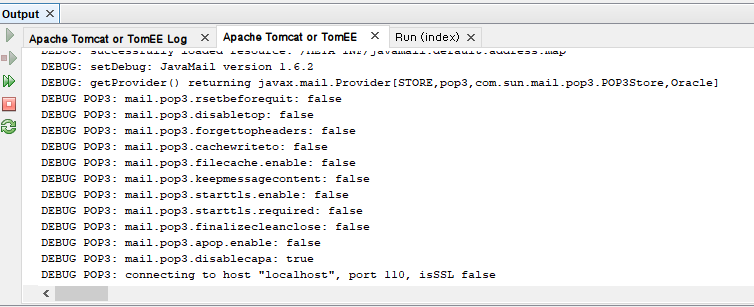 Output
Apache Tomcat or TomEE Log
Apache Tomcat or TomEE
Run (index)
DEBUG: successfully loaded resource: /META-INF/javamail.default.address.map
DEBUG: setDebug: JavaMail version 1.6.2
DEBUG: getProvider() returning javax.mail.Provider[STORE,pop3,com.sun.mail.pop3.POP3Store,Oracle]
DEBUG POP3: mail.pop3.rsetbeforequit: false
DEBUG POP3: mail.pop3.disabletop: false
DEBUG POP3: mail.pop3.forgettopheaders: false
DEBUG POP3: mail.pop3.cachewriteto: false
DEBUG POP3: mail.pop3.filecache.enable: false
DEBUG POP3: mail.pop3.keepmessagecontent: false
DEBUG POP3: mail.pop3.starttls.enable: false
DEBUG POP3: mail.pop3.starttls.required: false
DEBUG POP3: mail.pop3.finalizecleanclose: false
DEBUG POP3: mail.pop3.apop.enable: false
DEBUG POP3: mail.pop3.disablecapa: true
DEBUG POP3: connecting to host "localhost", port 110, isSSL false